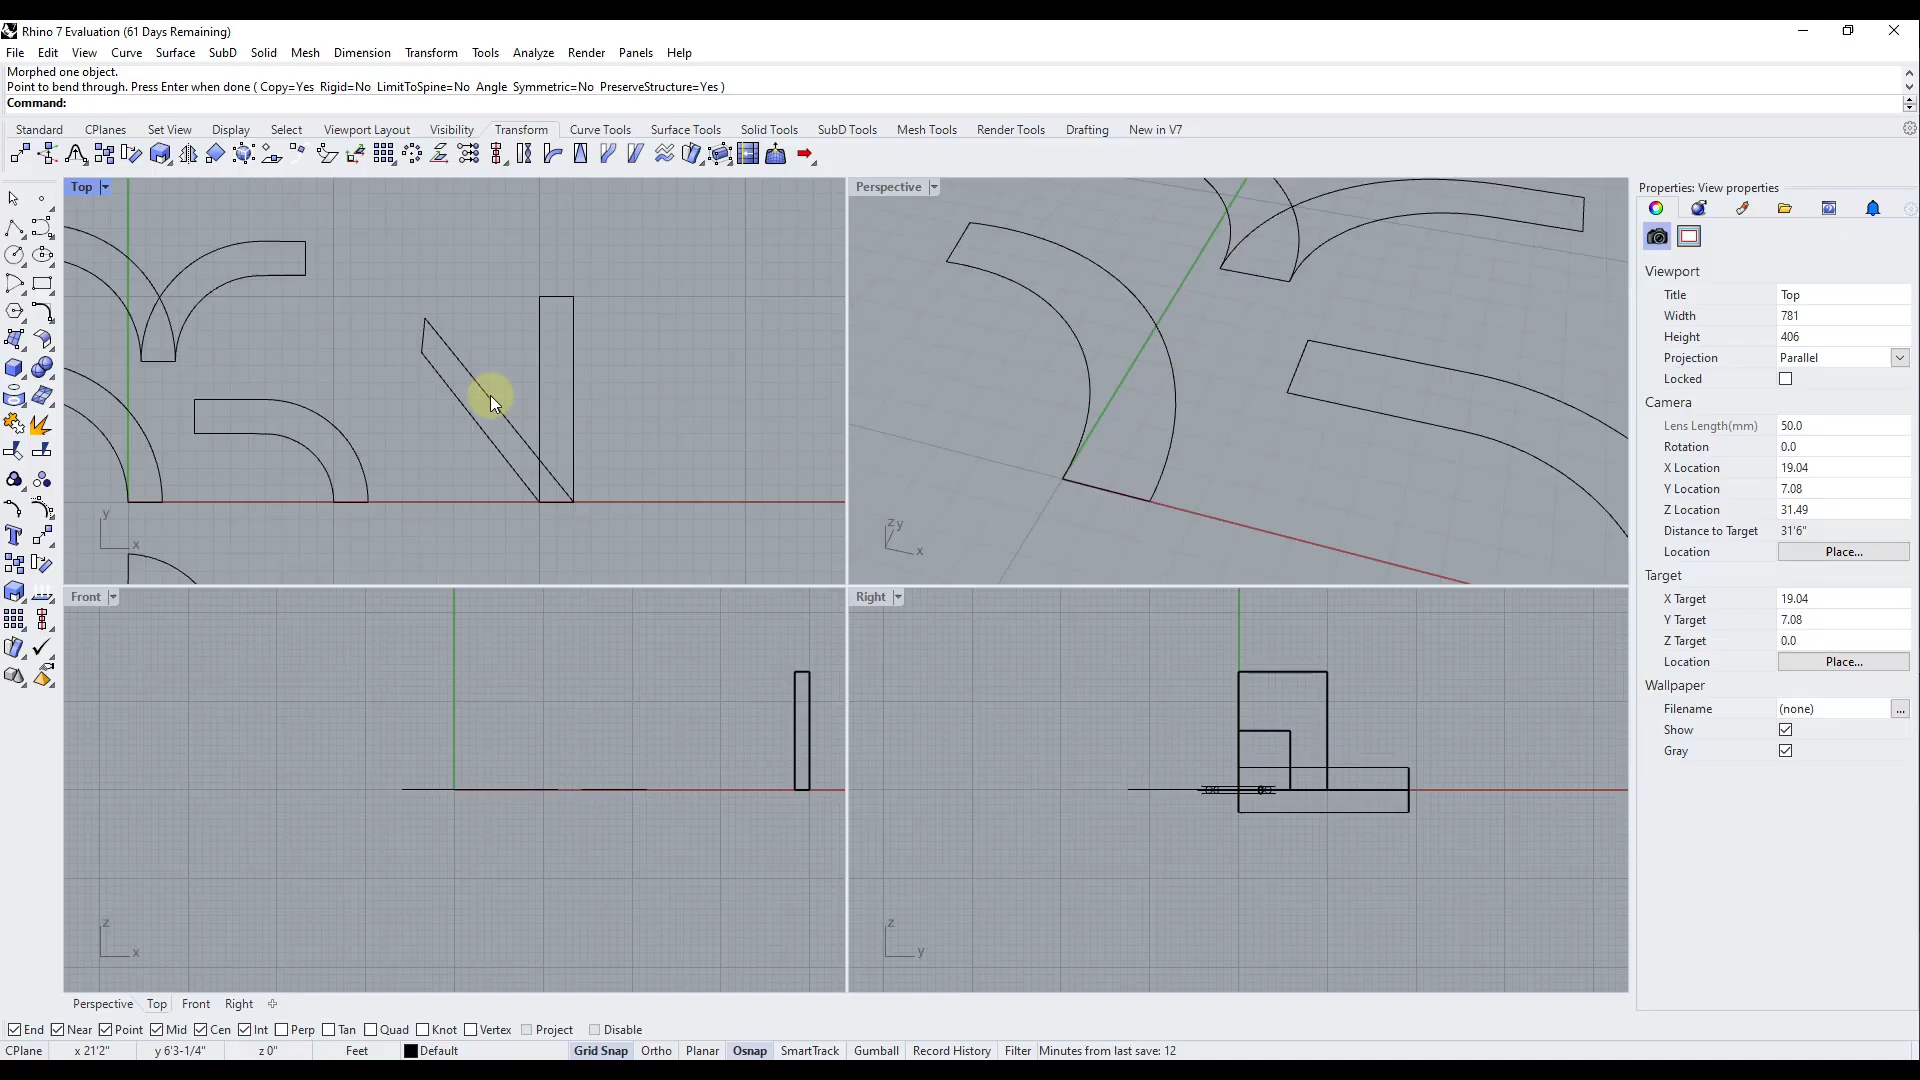 Rhino 7 Evaluation (61 Days Remaining)
File Edit View Curve Surface SubD Solid Mesh Dimension Transform Tools Analyze Render Panels Help
Morphed one object.
Point to bend through. Press Enter when done ( Copy=Yes Rigid=No LimitToSpine=No Angle Symmetric=No PreserveStructure=Yes )
Command:
Standard CPlanes Set View Display Select Viewport Layout Visibility Transform Curve Tools Surface Tools Solid Tools SubD Tools Mesh Tools Render Tools Drafting New in V7
Top
Perspective
Properties: View properties
Viewport
Title Top
Width 781
Height 406
Projection Parallel
Locked
Camera
Lens Length(mm) 50.0
Rotation 0.0
X Location 19.04
Y Location 7.08
Z Location 31.49
Distance to Target 31'6"
Location Place...
Target
X Target 19.04
Y Target 7.08
Z Target 0.0
Location Place...
Wallpaper
Filename (none) ...
Show
Gray
y
x
z y
x
Front
Right
z
x
z
y
Perspective Top Front Right
End Near Point Mid Cen Int Perp Tan Quad Knot Vertex Project Disable
CPlane x 21'2" y 6'3-1/4" z 0" Feet Default Grid Snap Ortho Planar Osnap SmartTrack Gumball Record History Filter Minutes from last save: 12